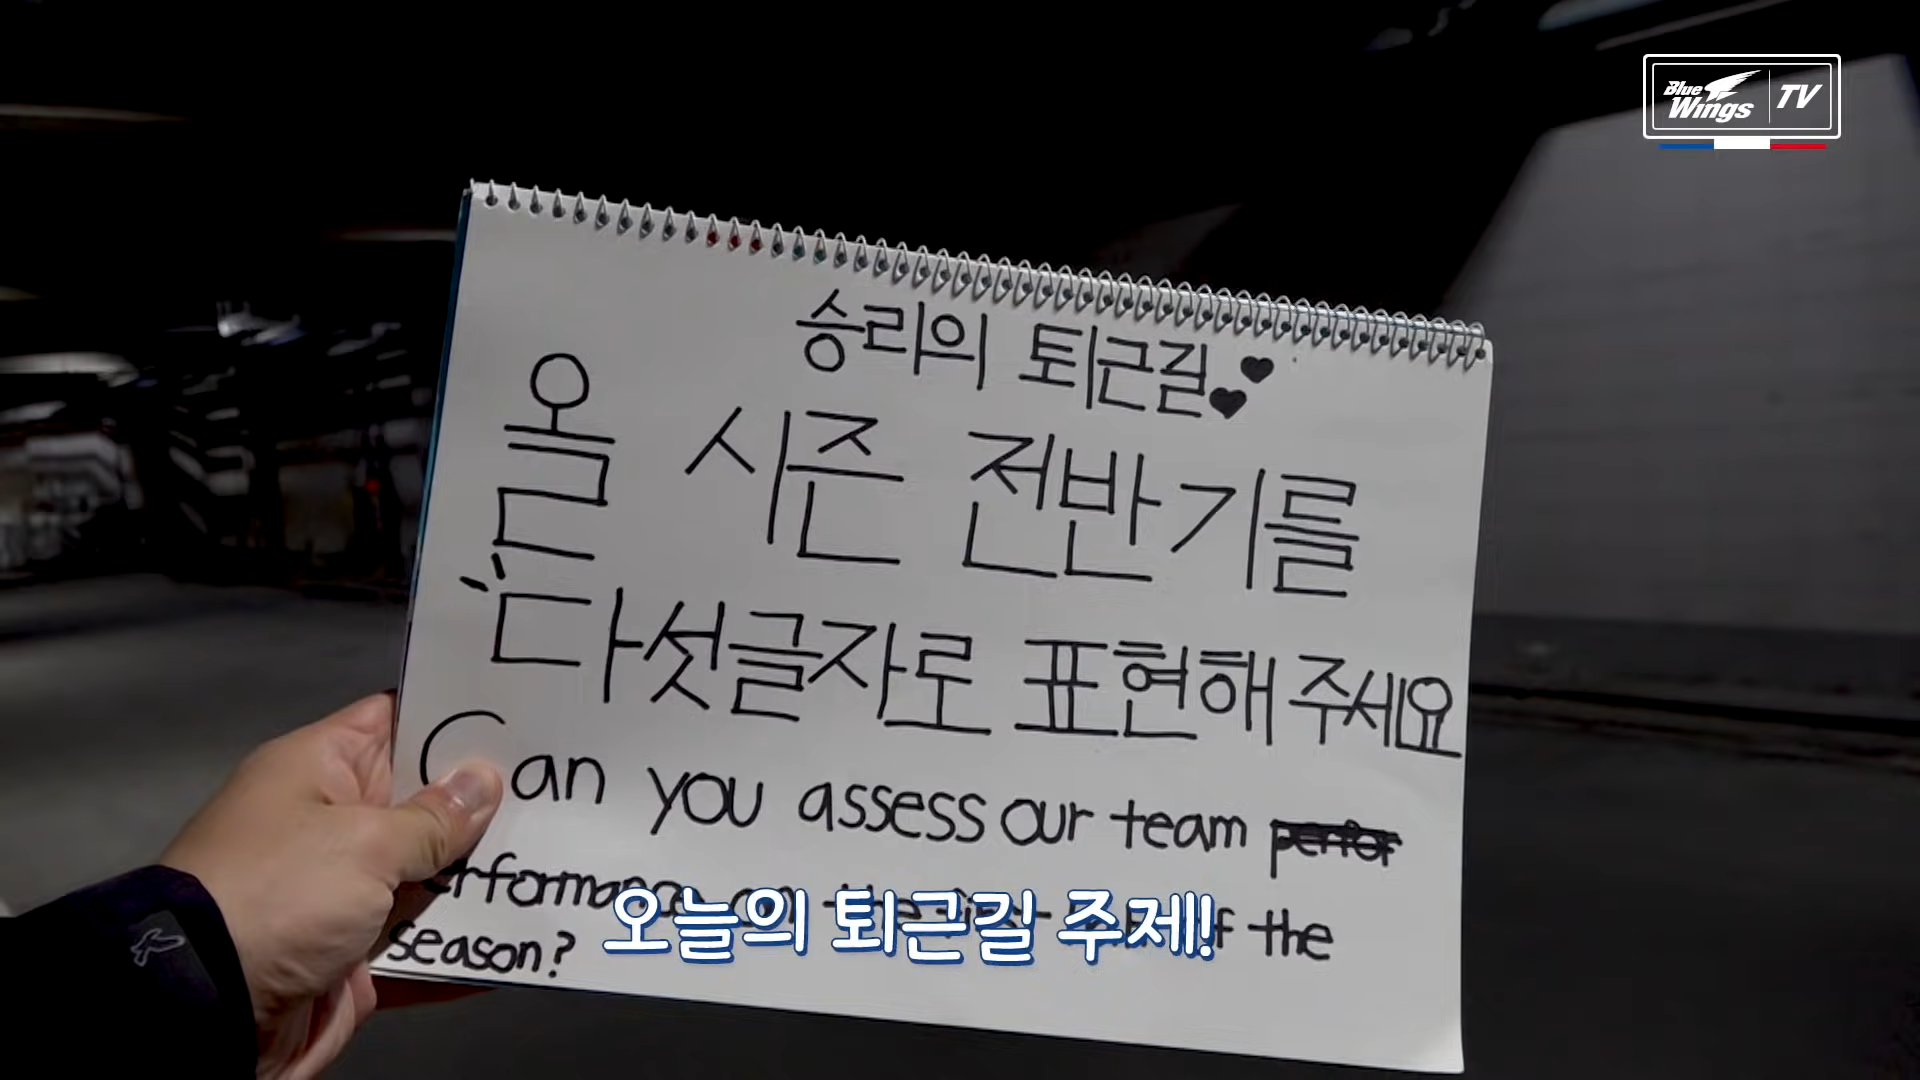 Blue Wings TV
승리의 퇴근길
올 시즌 전반기를
다섯글자로 표현해 주세요
Can you assess our team
the
season?
오늘의 퇴근길 주제!